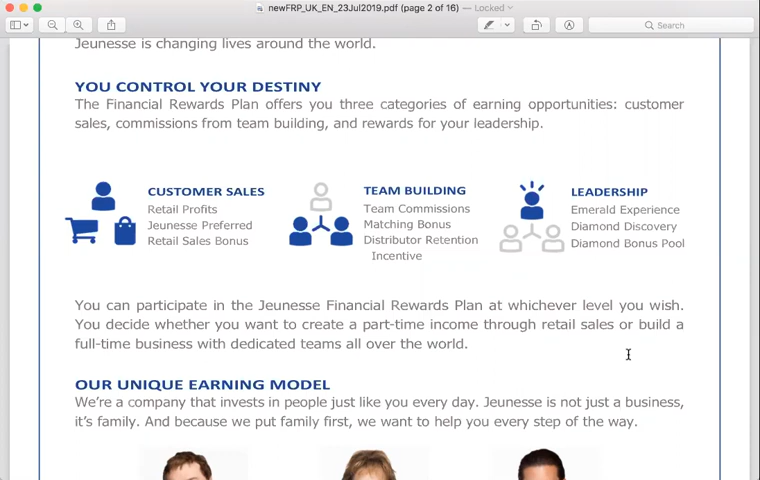 newFRP_UK_EN_23Jul2019.pdf (page 2 of 16) — Locked
Search
Jeunesse is changing lives around the world.
YOU CONTROL YOUR DESTINY
The Financial Rewards Plan offers you three categories of earning opportunities: customer
sales, commissions from team building, and rewards for your leadership.
CUSTOMER SALES
Retail Profits
Jeunesse Preferred
Retail Sales Bonus
TEAM BUILDING
Team Commissions
Matching Bonus
Distributor Retention
Incentive
LEADERSHIP
Emerald Experience
Diamond Discovery
Diamond Bonus Pool
You can participate in the Jeunesse Financial Rewards Plan at whichever level you wish.
You decide whether you want to create a part-time income through retail sales or build a
full-time business with dedicated teams all over the world.
OUR UNIQUE EARNING MODEL
We’re a company that invests in people just like you every day. Jeunesse is not just a business,
it’s family. And because we put family first, we want to help you every step of the way.